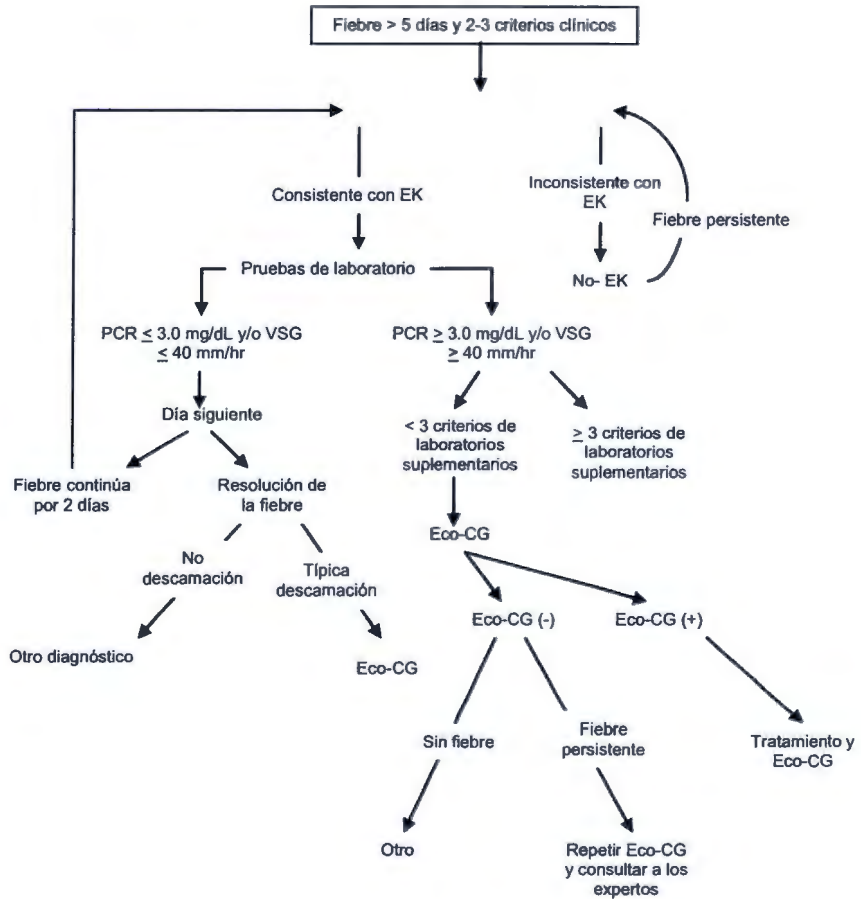 Fiebre > 5 días y 2-3 criterios clínicos
Consistente con EK
Inconsistente con
EK
Fiebre persistente
Pruebas de laboratorio
No- EK
PCR ≤ 3.0 mg/dL y/o VSG
≤ 40 mm/hr
PCR ≥ 3.0 mg/dL y/o VSG
≥ 40 mm/hr
Día siguiente
< 3 criterios de
laboratorios
suplementarios
≥ 3 criterios de
laboratorios
suplementarios
Fiebre continúa
por 2 días
Resolución de
la fiebre
Eco-CG
No
descamación
Típica
descamación
Eco-CG (-)
Eco-CG (+)
Otro diagnóstico
Eco-CG
Sin fiebre
Fiebre
persistente
Tratamiento y
Eco-CG
Otro
Repetir Eco-CG
y consultar a los
expertos